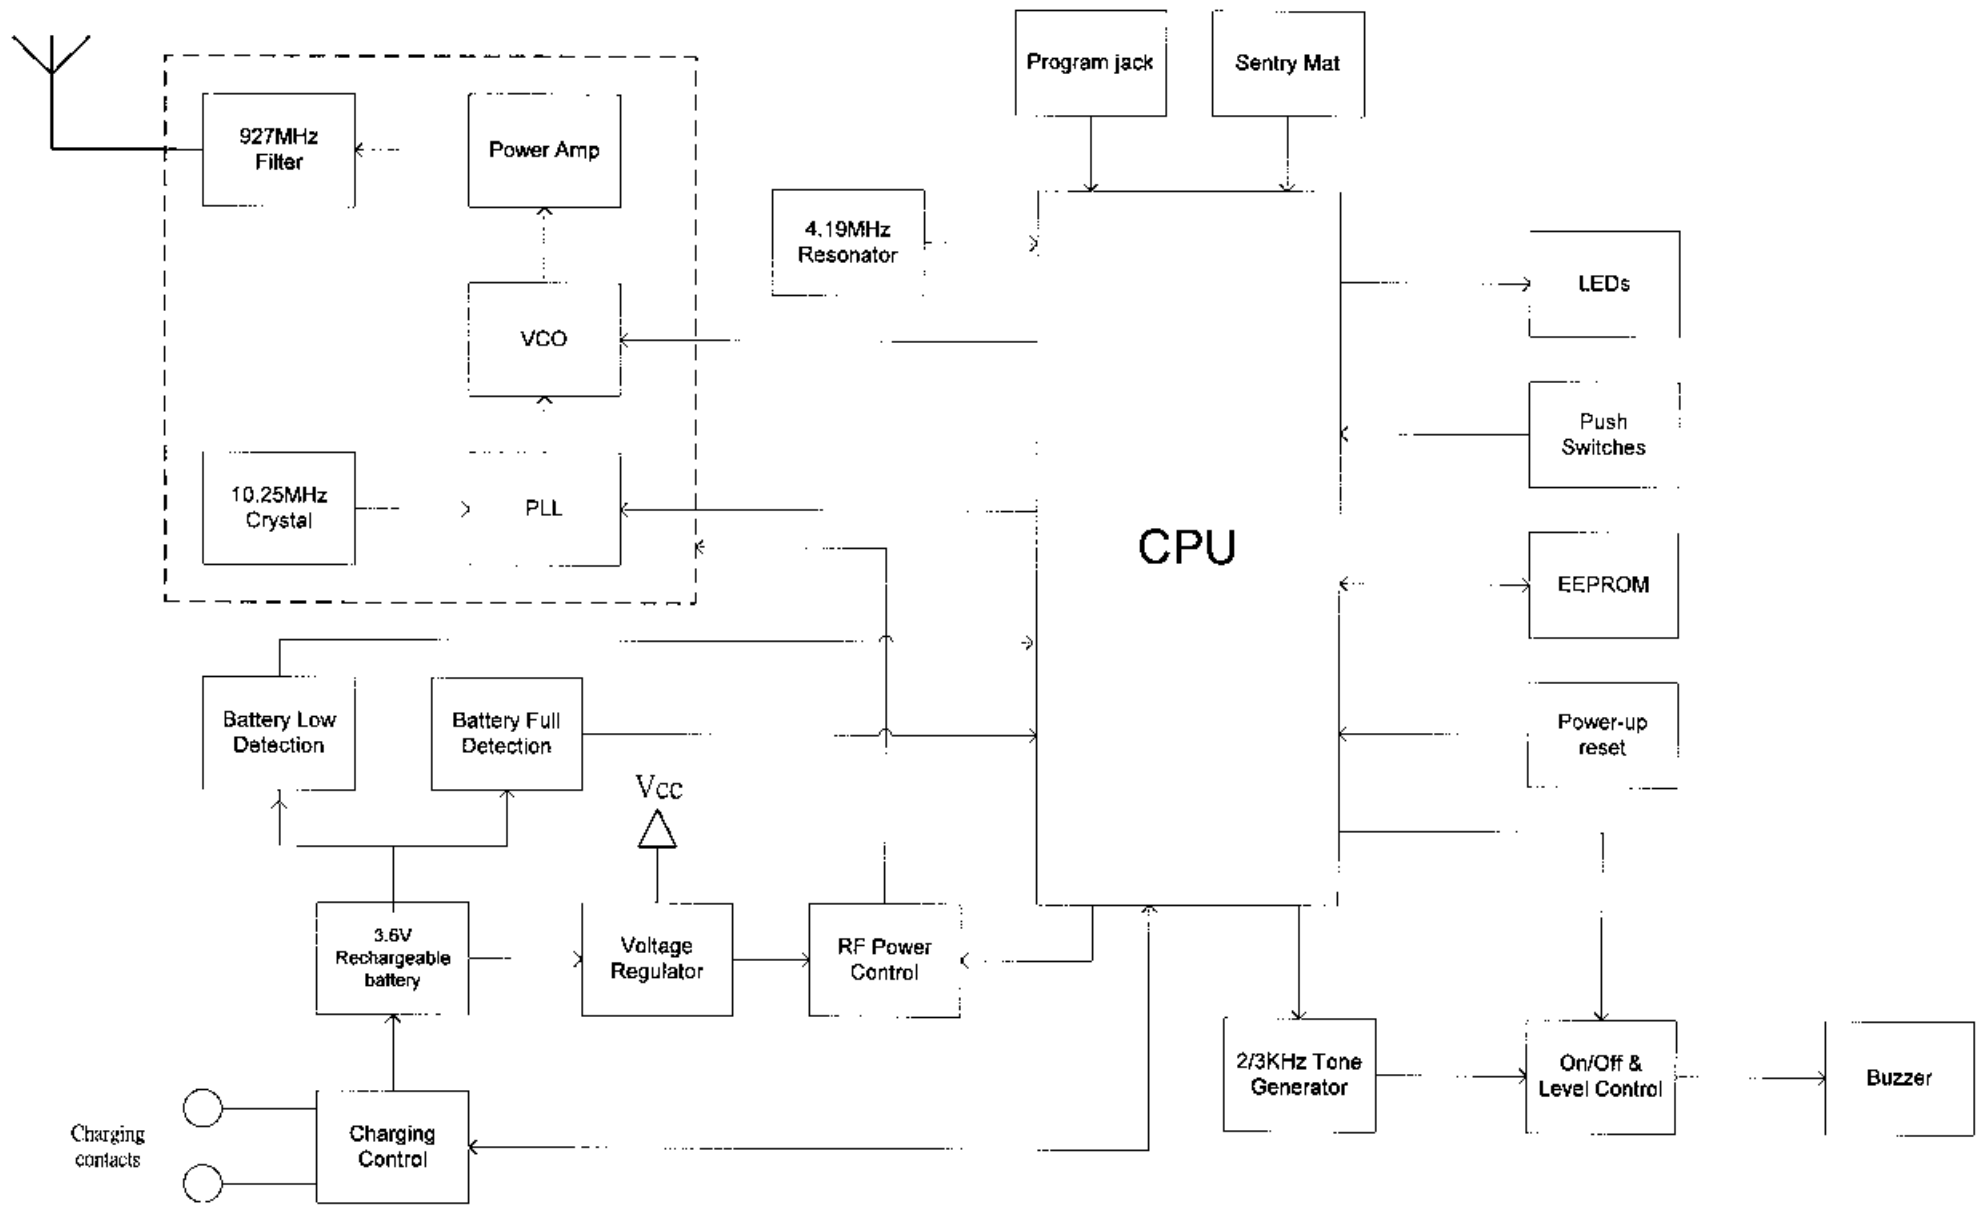 Program jack
Sentry Mat
927MHz
Filter
Power Amp
4.19MHz
Resonator
LEDs
VCO
Push
Switches
10.25MHz
Crystal
PLL
CPU
EEPROM
Battery Low
Detection
Battery Full
Detection
Power-up
reset
Vcc
3.6V
Rechargeable
battery
Voltage
Regulator
RF Power
Control
2/3KHz Tone
Generator
On/Off &
Level Control
Buzzer
Charging
contacts
Charging
Control